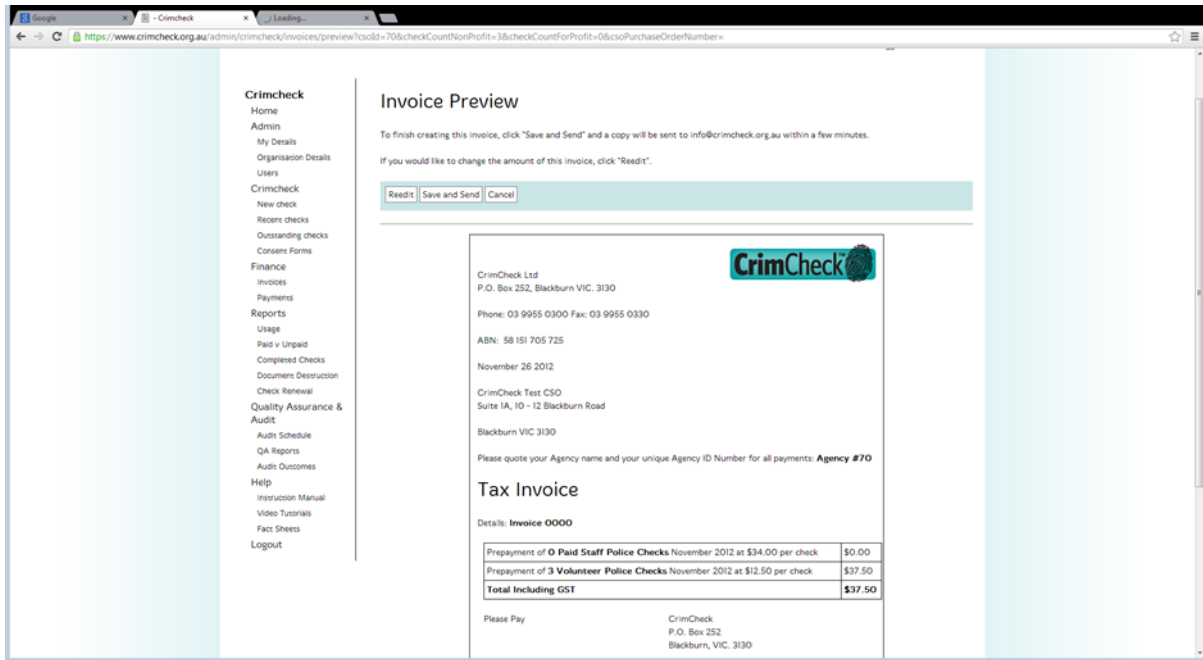 Google
- Crimcheck
Loading...
https://www.crimcheck.org.au/admin/crimcheck/invoices/preview?csoId=70&checkCountNonProfit=3&checkCountForProfit=0&csoPurchaseOrderNumber=
Crimcheck
Home
Admin
My Details
Organisation Details
Users
Crimcheck
New check
Recent checks
Outstanding checks
Consent Forms
Finance
Invoices
Payments
Reports
Usage
Paid v Unpaid
Completed Checks
Document Destruction
Check Renewal
Quality Assurance &
Audit
Audit Schedule
QA Reports
Audit Outcomes
Help
Instruction Manual
Video Tutorials
Fact Sheets
Logout
Invoice Preview
To finish creating this invoice, click "Save and Send" and a copy will be sent to info@crimcheck.org.au within a few minutes.
If you would like to change the amount of this invoice, click "Reedit".
Reedit Save and Send Cancel
CrimCheck™
CrimCheck Ltd
P.O. Box 252, Blackburn VIC. 3130
Phone: 03 9955 0300 Fax: 03 9955 0330
ABN: 58 151 705 725
November 26 2012
CrimCheck Test CSO
Suite 1A, 10 - 12 Blackburn Road
Blackburn VIC 3130
Please quote your Agency name and your unique Agency ID Number for all payments: Agency #70
Tax Invoice
Details: Invoice 0000
Prepayment of 0 Paid Staff Police Checks November 2012 at $34.00 per check $0.00
Prepayment of 3 Volunteer Police Checks November 2012 at $12.50 per check $37.50
Total Including GST $37.50
Please Pay CrimCheck
P.O. Box 252
Blackburn, VIC. 3130